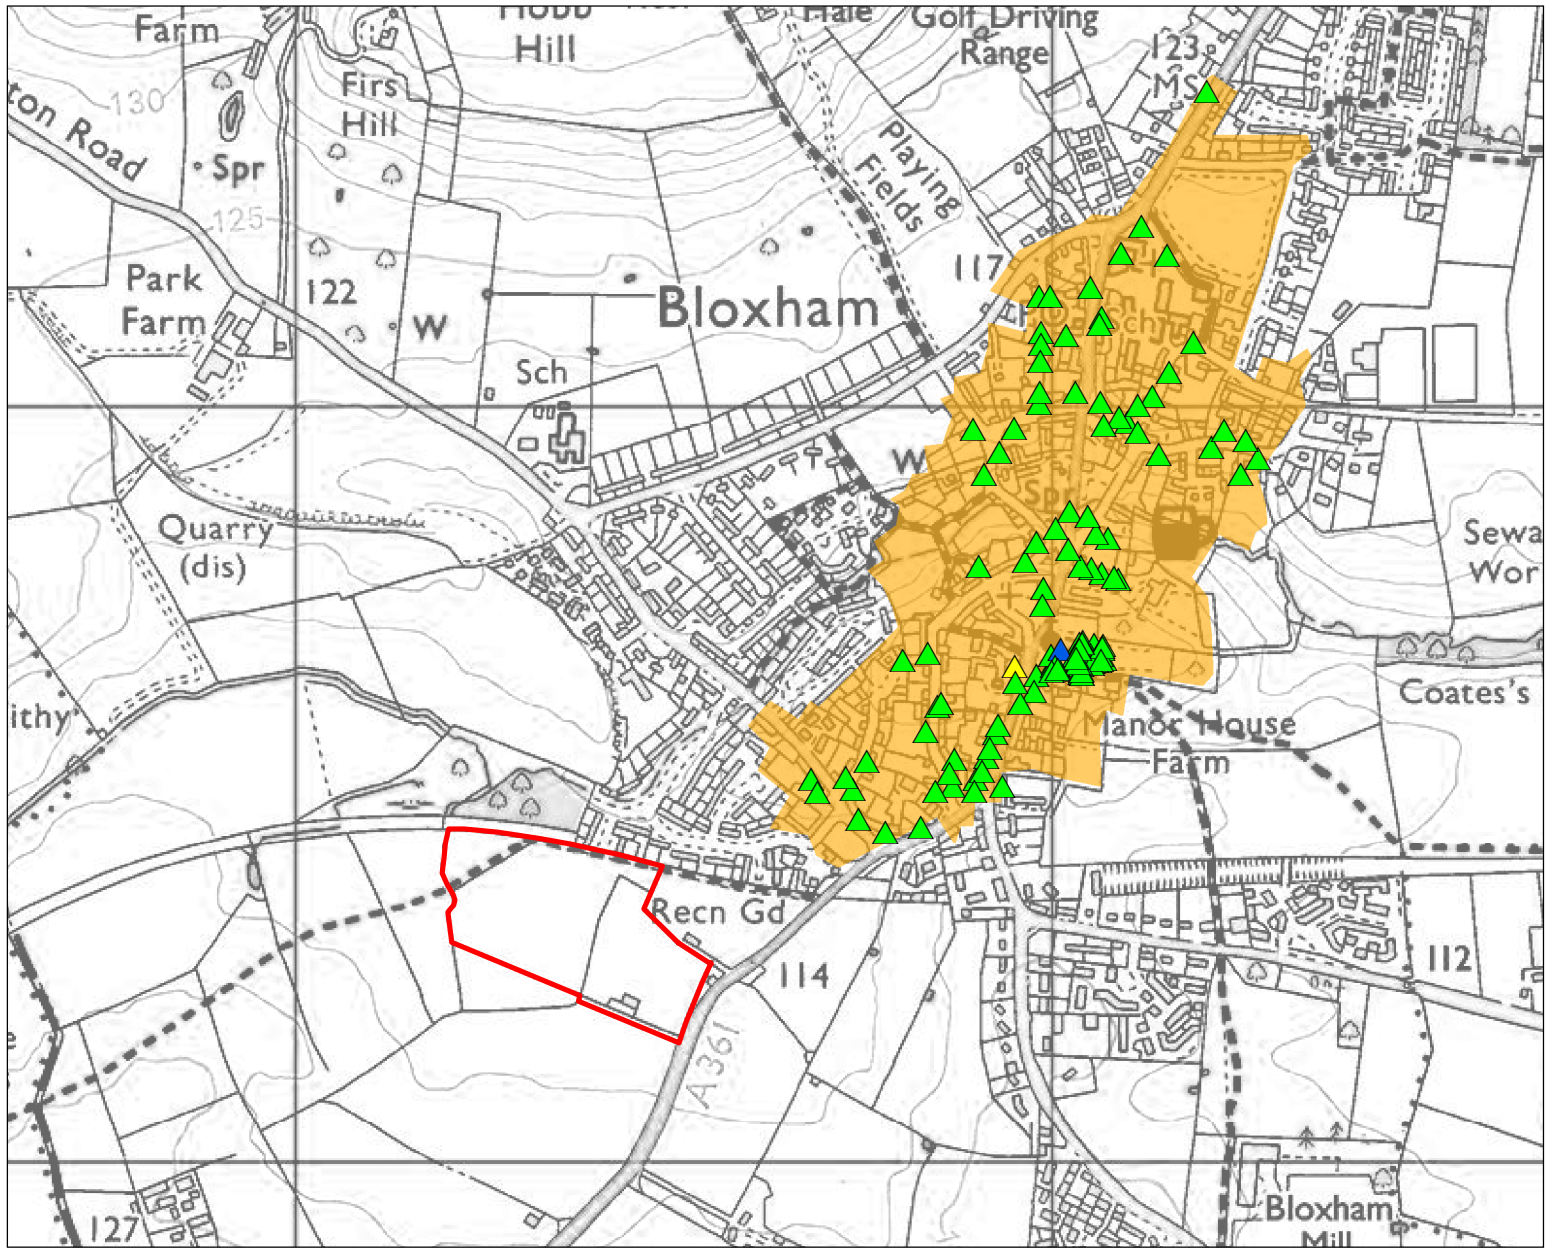 Farm
Hobb
Hill
Hale
Golf Driving
Range
123
MS
Firs
Hill
130
ton Road
Spr
Playing
Fields
125
Park
Farm
122
W
117
Bloxham
Sch
W
Spr
Quarry
(dis)
Sewa
Wor
ithy
Coates's
Manor House
Farm
Recn Gd
114
112
A361
127
Bloxham
Mill